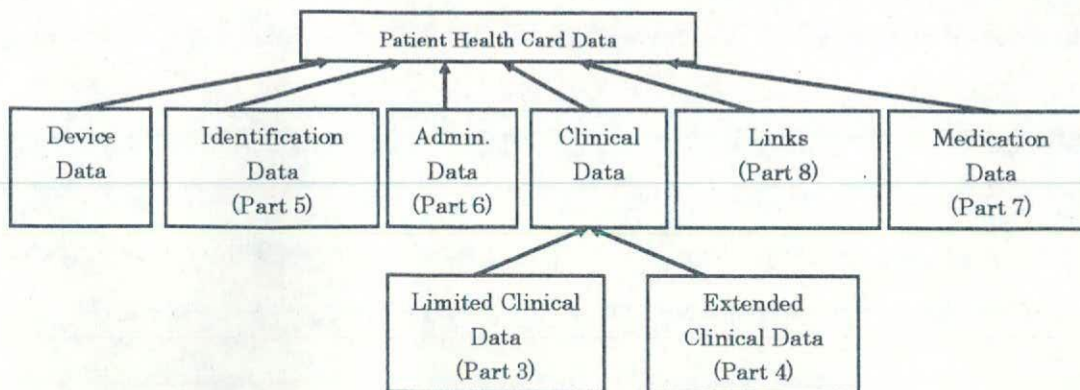 Patient Health Card Data
Device
Data
Identification
Data
(Part 5)
Admin.
Data
(Part 6)
Clinical
Data
Links
(Part 8)
Medication
Data
(Part 7)
Limited Clinical
Data
(Part 3)
Extended
Clinical Data
(Part 4)